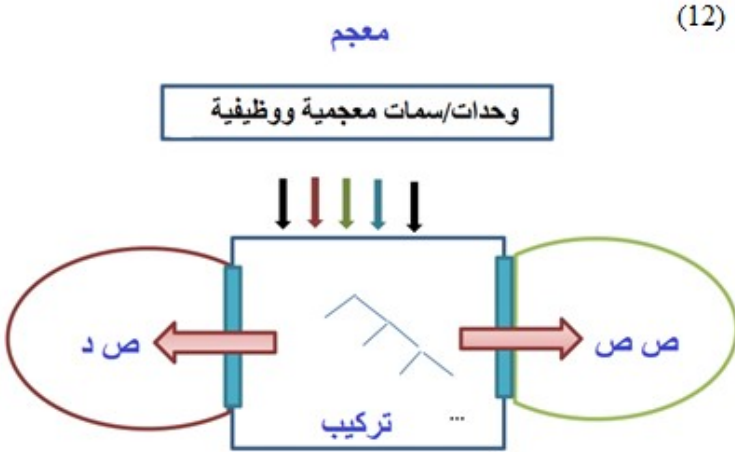 (12)
معجم
وحدات/سمات معجمية ووظيفية
ص ص
ص د
تركيب
...